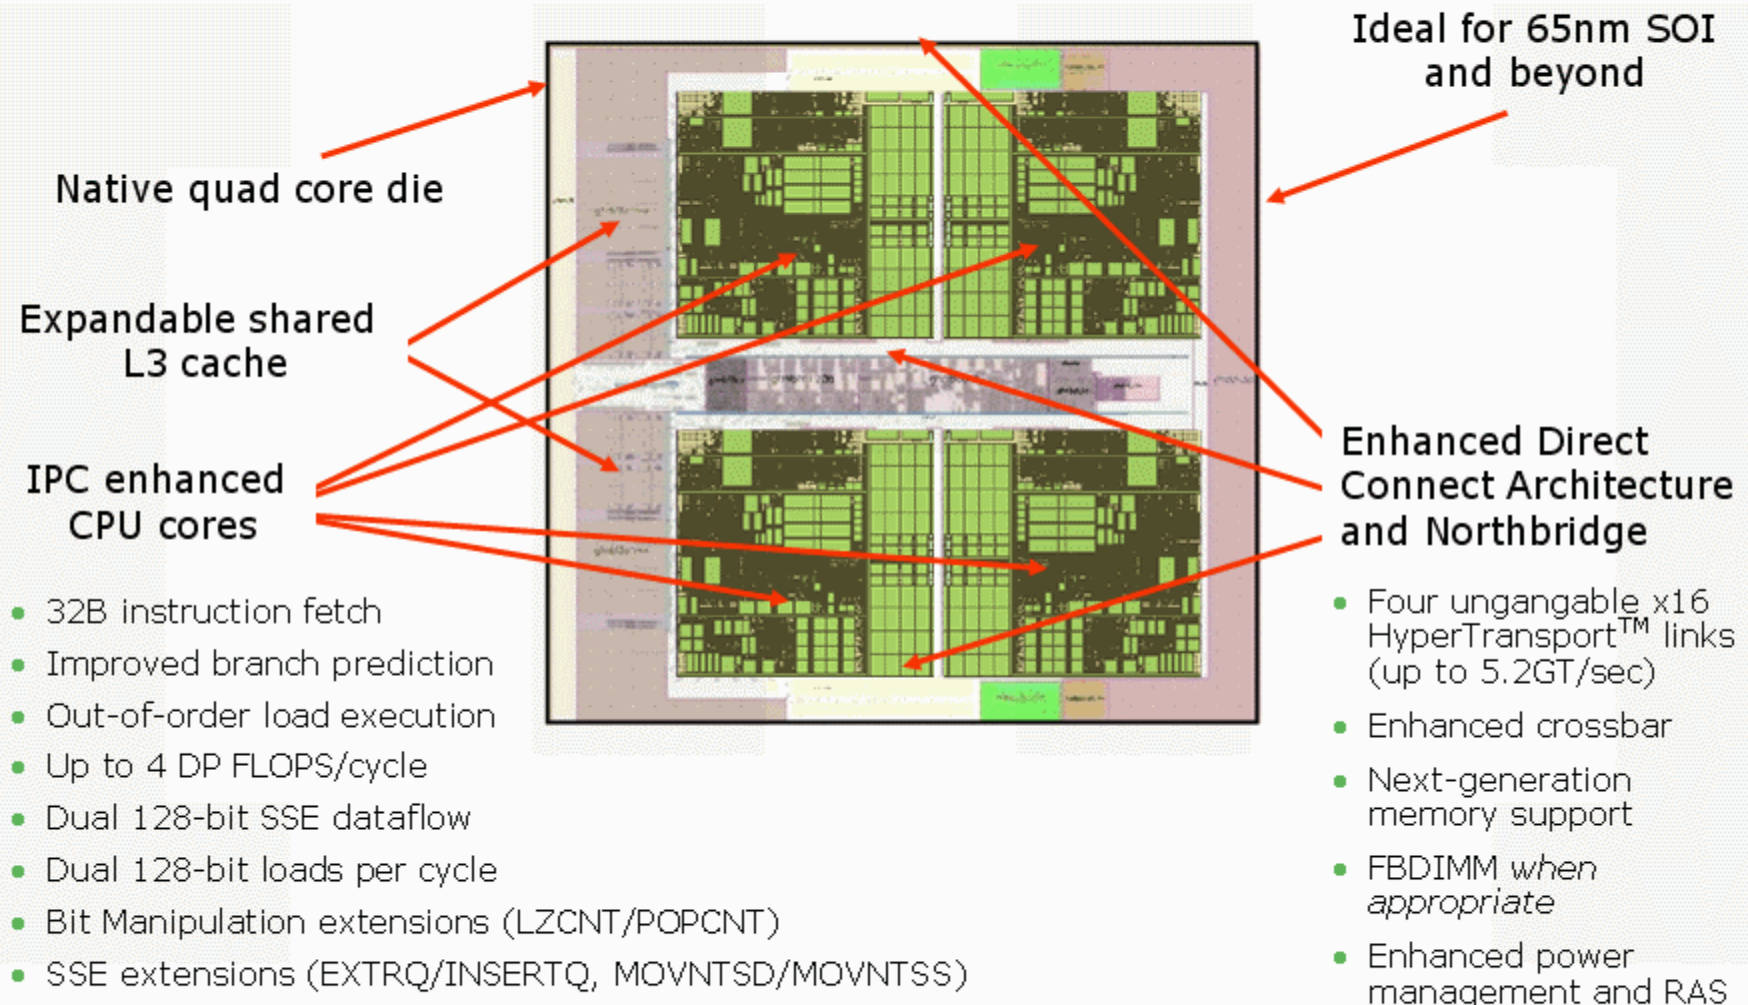 Ideal for 65nm SOI
and beyond
Native quad core die
Expandable shared
L3 cache
IPC enhanced
CPU cores
32B instruction fetch
Improved branch prediction
Out-of-order load execution
Up to 4 DP FLOPS/cycle
Dual 128-bit SSE dataflow
Dual 128-bit loads per cycle
Bit Manipulation extensions (LZCNT/POPCNT)
SSE extensions (EXTRQ/INSERTQ, MOVNTSD/MOVNTSS)
Enhanced Direct
Connect Architecture
and Northbridge
Four ungangable x16
HyperTransport™ links
(up to 5.2GT/sec)
Enhanced crossbar
Next-generation
memory support
FBDIMM when
appropriate
Enhanced power
management and RAS